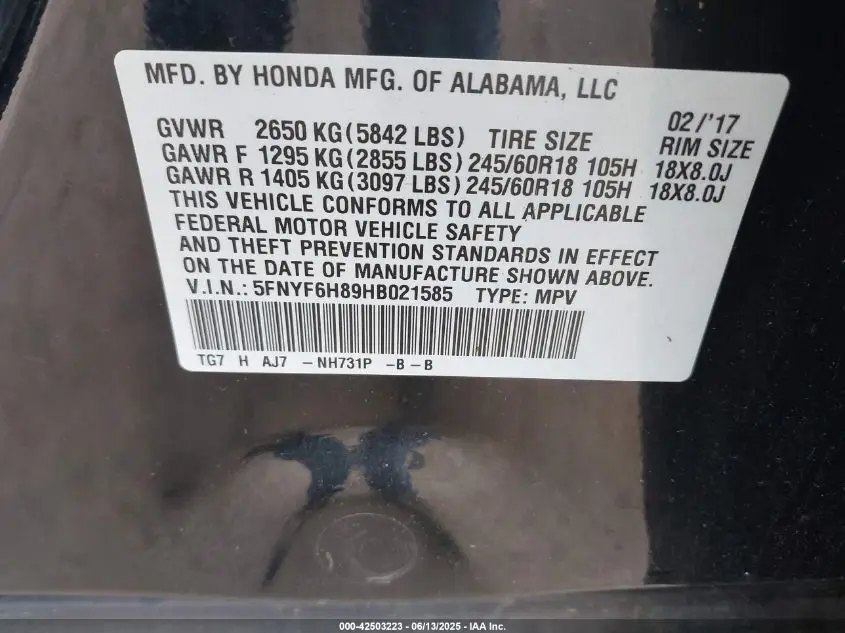 MFD. BY HONDA MFG. OF ALABAMA, LLC
02/'17
GVWR 2650 KG(5842 LBS) TIRE SIZE RIM SIZE
GAWR F 1295 KG(2855 LBS) 245/60R18 105H 18X8.0J
GAWR R 1405 KG(3097 LBS) 245/60R18 105H 18X8.0J
THIS VEHICLE CONFORMS TO ALL APPLICABLE
FEDERAL MOTOR VEHICLE SAFETY
AND THEFT PREVENTION STANDARDS IN EFFECT
ON THE DATE OF MANUFACTURE SHOWN ABOVE.
V.I.N.: 5FNYF6H89HB021585 TYPE: MPV
TG7 H AJ7 -NH731P -B-B
000-42503223 - 06/13/2025 - IAA Inc.